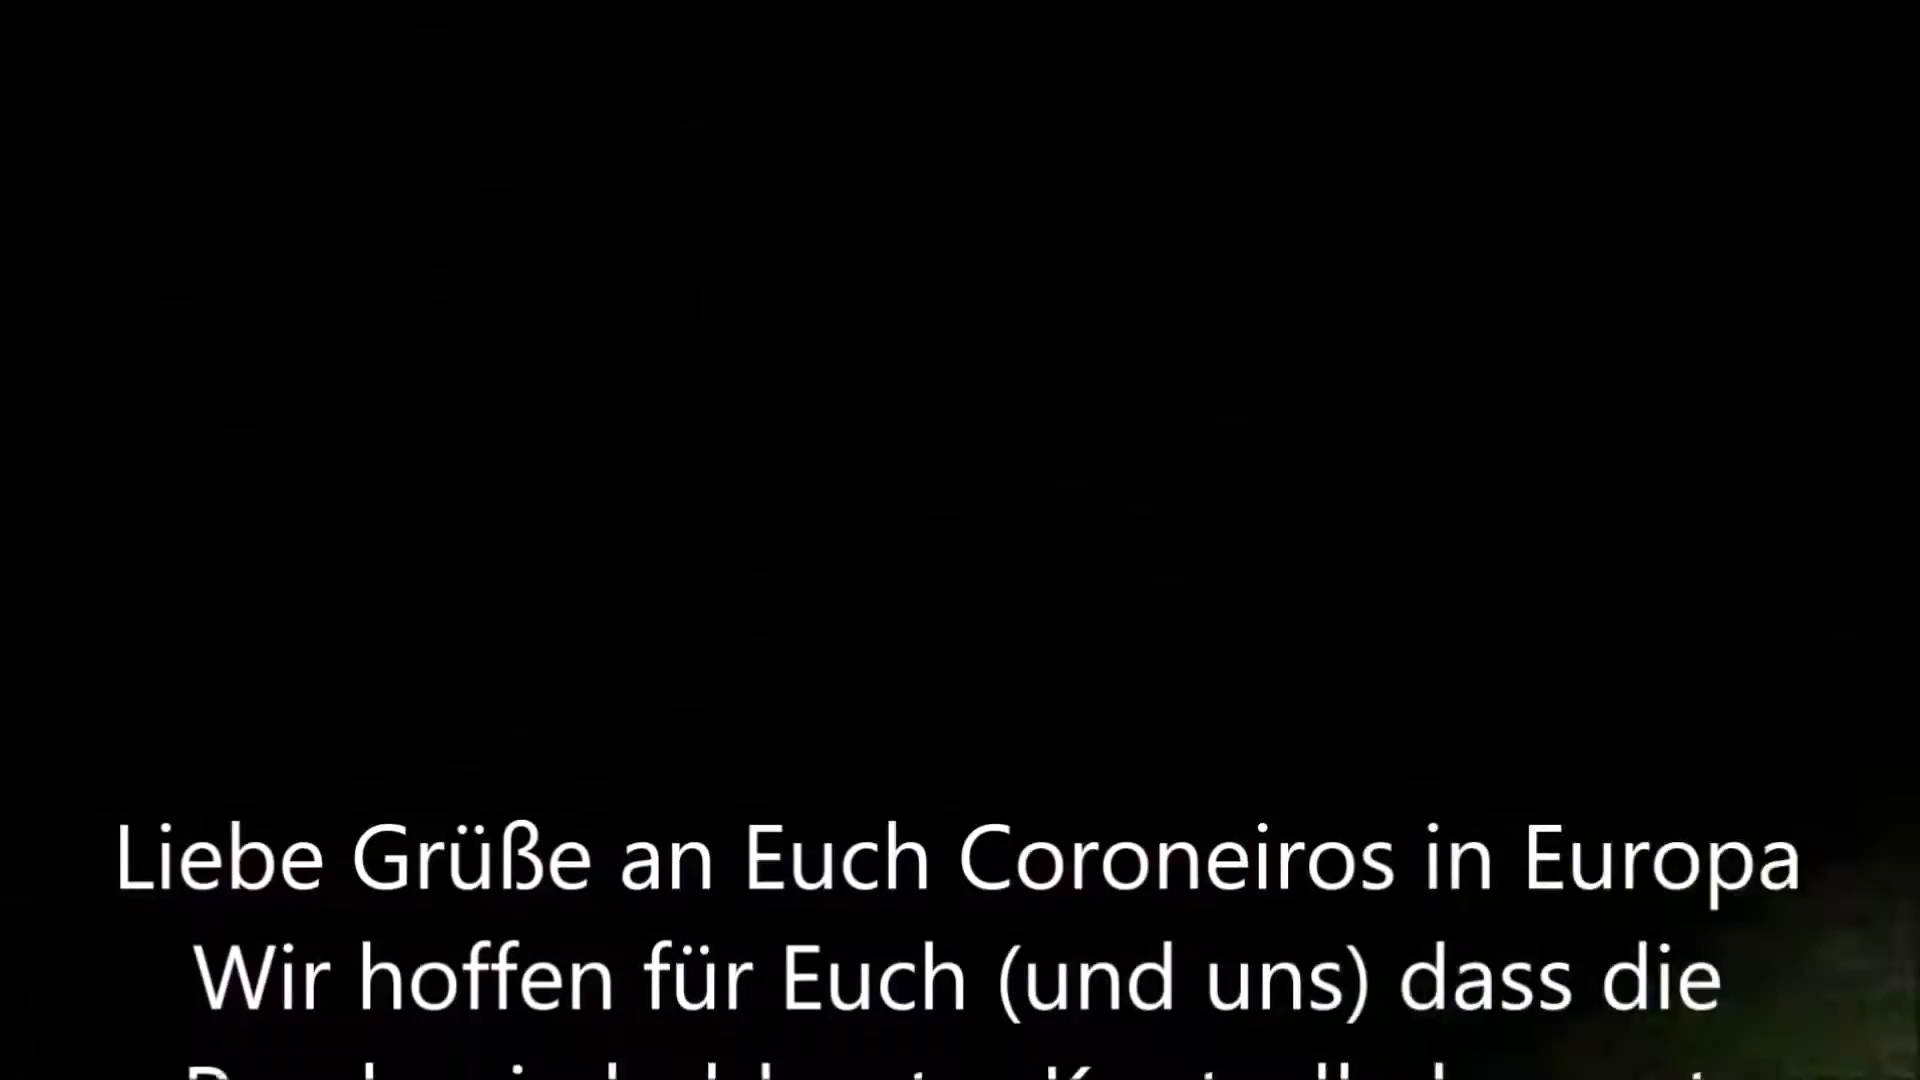 Liebe Grüße an Euch Coroneiros in Europa
Wir hoffen für Euch (und uns) dass die